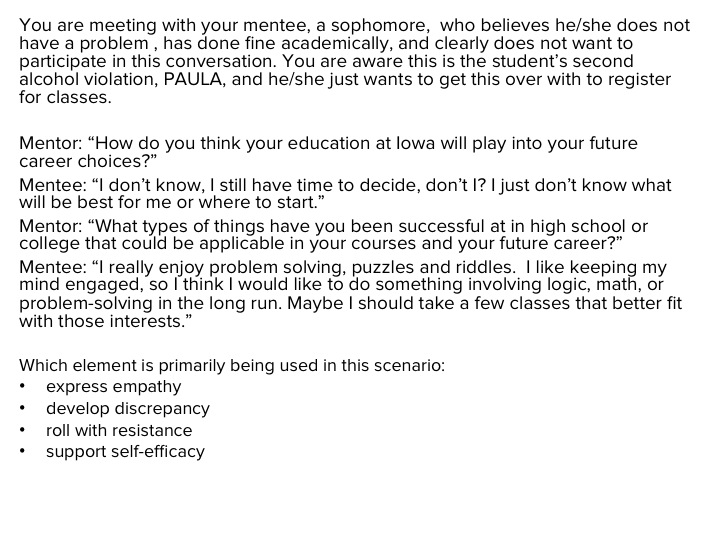 You are meeting with your mentee, a sophomore,  who believes he/she does not
have a problem , has done fine academically, and clearly does not want to
participate in this conversation. You are aware this is the student’s second
alcohol violation, PAULA, and he/she just wants to get this over with to register
for classes.
Mentor: “How do you think your education at Iowa will play into your future
career choices?”
Mentee: “I don’t know, I still have time to decide, don’t I? I just don’t know what
will be best for me or where to start.”
Mentor: “What types of things have you been successful at in high school or
college that could be applicable in your courses and your future career?”
Mentee: “I really enjoy problem solving, puzzles and riddles.  I like keeping my
mind engaged, so I think I would like to do something involving logic, math, or
problem-solving in the long run. Maybe I should take a few classes that better fit
with those interests.”
Which element is primarily being used in this scenario:
• express empathy
• develop discrepancy
• roll with resistance
• support self-efficacy